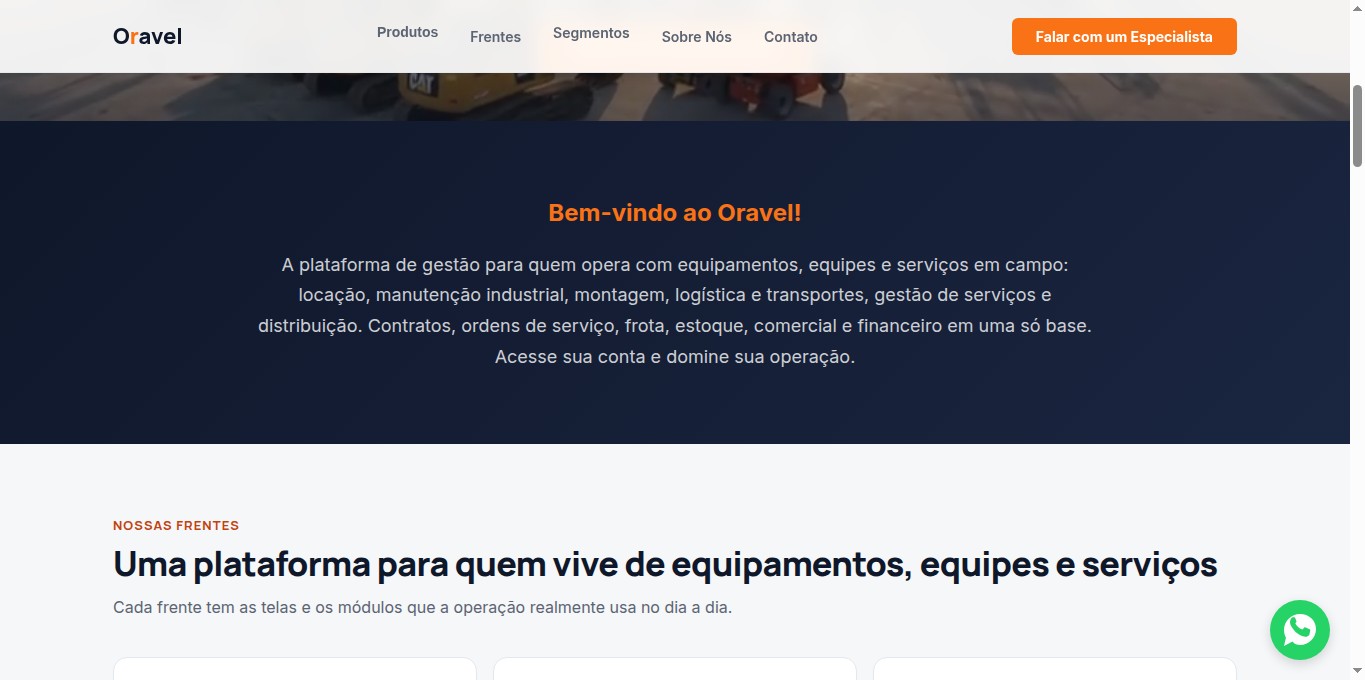 Oravel
Produtos
Frentes
Segmentos
Sobre Nós
Contato
Falar com um Especialista
CAT
Bem-vindo ao Oravel!
A plataforma de gestão para quem opera com equipamentos, equipes e serviços em campo:
locação, manutenção industrial, montagem, logística e transportes, gestão de serviços e
distribuição. Contratos, ordens de serviço, frota, estoque, comercial e financeiro em uma só base.
Acesse sua conta e domine sua operação.
NOSSAS FRENTES
Uma plataforma para quem vive de equipamentos, equipes e serviços
Cada frente tem as telas e os módulos que a operação realmente usa no dia a dia.